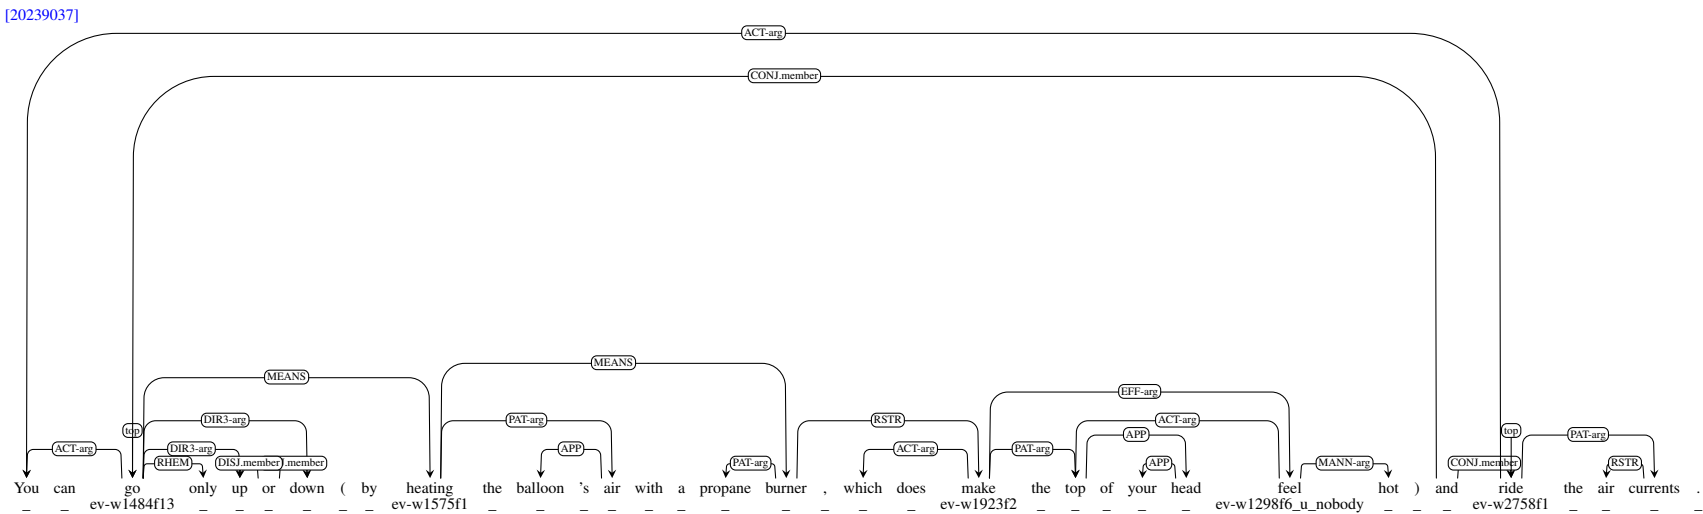 [20239037]
ACT-arg
CONJ.member
MEANS
MEANS
EFF-arg
DIR3-arg PAT-arg RSTR ACT-arg
top top
APP PAT-arg
ACT-arg DIR3-arg APP ACT-arg PAT-arg
RHEM DISJ.member .member PAT-arg APP MANN-arg CONJ.member RSTR
You can go only up or down ( by heating the balloon 's air with a propane burner , which does make the top of your head feel hot ) and ride the air currents .
_ _ ev-w1484f13 _ _ _ _ _ _ ev-w1575f1 _ _ _ _ _ _ _ _ _ _ _ ev-w1923f2 _ _ _ _ _ ev-w1298f6_u_nobody _ _ _ ev-w2758f1 _ _ _ _